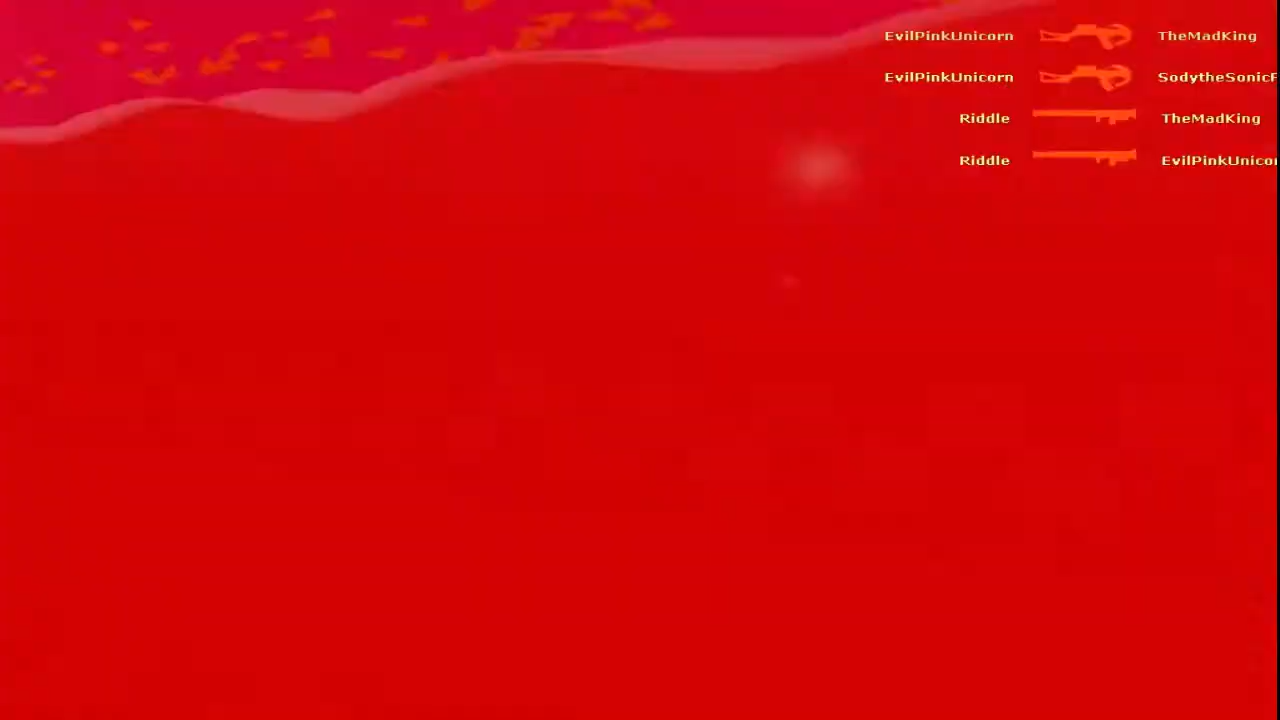 EvilPinkUnicorn TheMadKing
EvilPinkUnicorn SodytheSonicF
Riddle TheMadKing
Riddle EvilPinkUnico